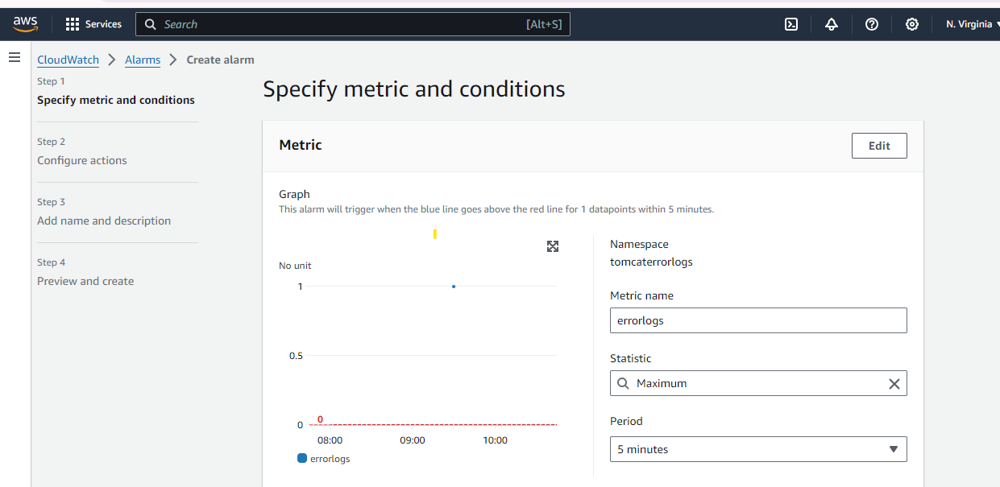 aws
Services
Search
[Alt+S]
N. Virginia
CloudWatch
Alarms
Create alarm
Step 1
Specify metric and conditions
Step 2
Configure actions
Step 3
Add name and description
Step 4
Preview and create
Specify metric and conditions
Metric
Edit
Graph
This alarm will trigger when the blue line goes above the red line for 1 datapoints within 5 minutes.
No unit
1
0.5
0
0
08:00
09:00
10:00
errorlogs
Namespace
tomcaterrorlogs
Metric name
errorlogs
Statistic
Maximum
Period
5 minutes